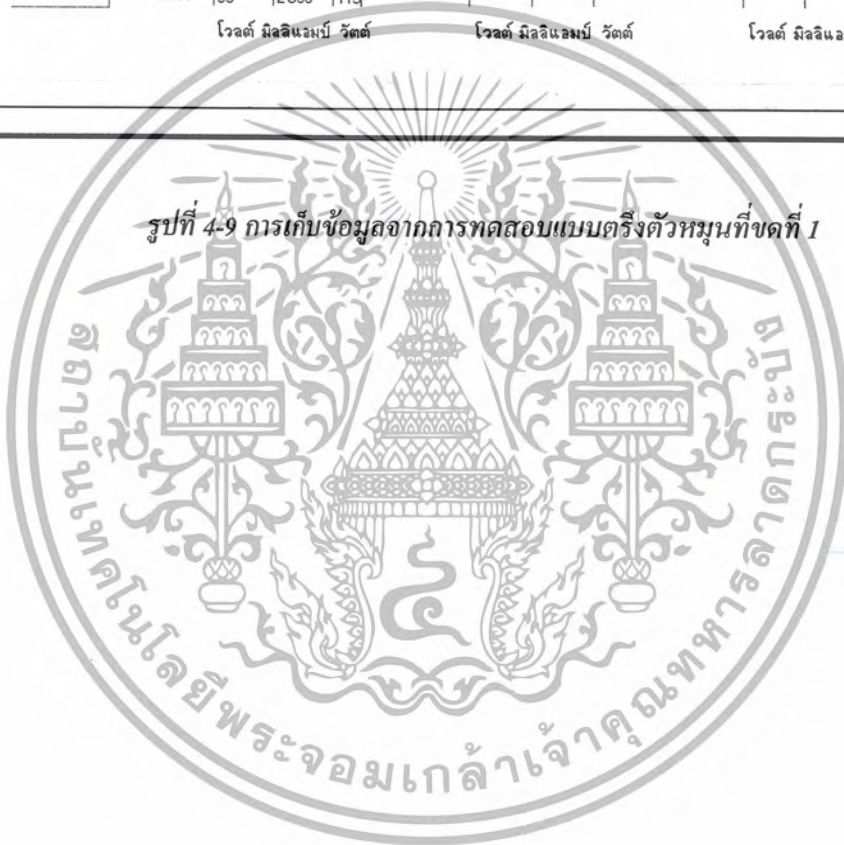 โวลต์ มิลลิแอมป์ วัตต์ โวลต์ มิลลิแอมป์ วัตต์ โวลต์
รูปที่ 4-9 การเก็บข้อมูลจากการทดสอบแบบตรึงตัวหมุนที่ขดที่ 1
สถาบันเทคโนโลยีพระจอมเกล้าเจ้าคุณทหารลาดกระบัง
๔